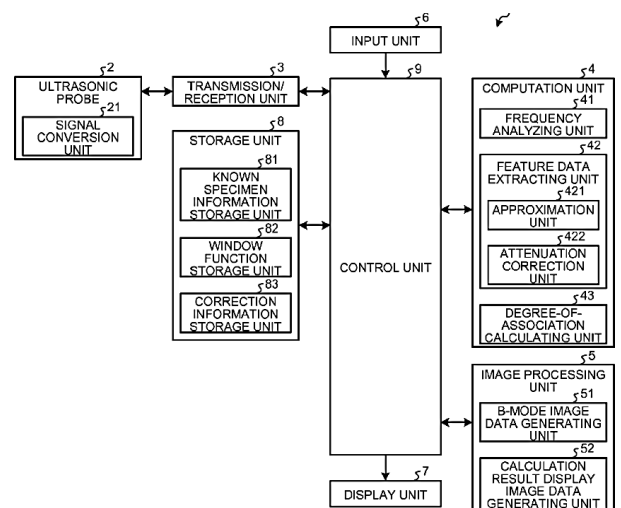 6
INPUT UNIT
2
ULTRASONIC
PROBE
21
SIGNAL
CONVERSION
UNIT
3
TRANSMISSION/
RECEPTION UNIT
8
STORAGE UNIT
81
KNOWN
SPECIMEN
INFORMATION
STORAGE UNIT
82
WINDOW
FUNCTION
STORAGE UNIT
83
CORRECTION
INFORMATION
STORAGE UNIT
9
CONTROL UNIT
4
COMPUTATION UNIT
41
FREQUENCY
ANALYZING UNIT
42
FEATURE DATA
EXTRACTING UNIT
421
APPROXIMATION
UNIT
422
ATTENUATION
CORRECTION
UNIT
43
DEGREE-OF-
ASSOCIATION
CALCULATING UNIT
5
IMAGE PROCESSING
UNIT
51
B-MODE IMAGE
DATA GENERATING
UNIT
52
CALCULATION
RESULT DISPLAY
IMAGE DATA
GENERATING UNIT
7
DISPLAY UNIT